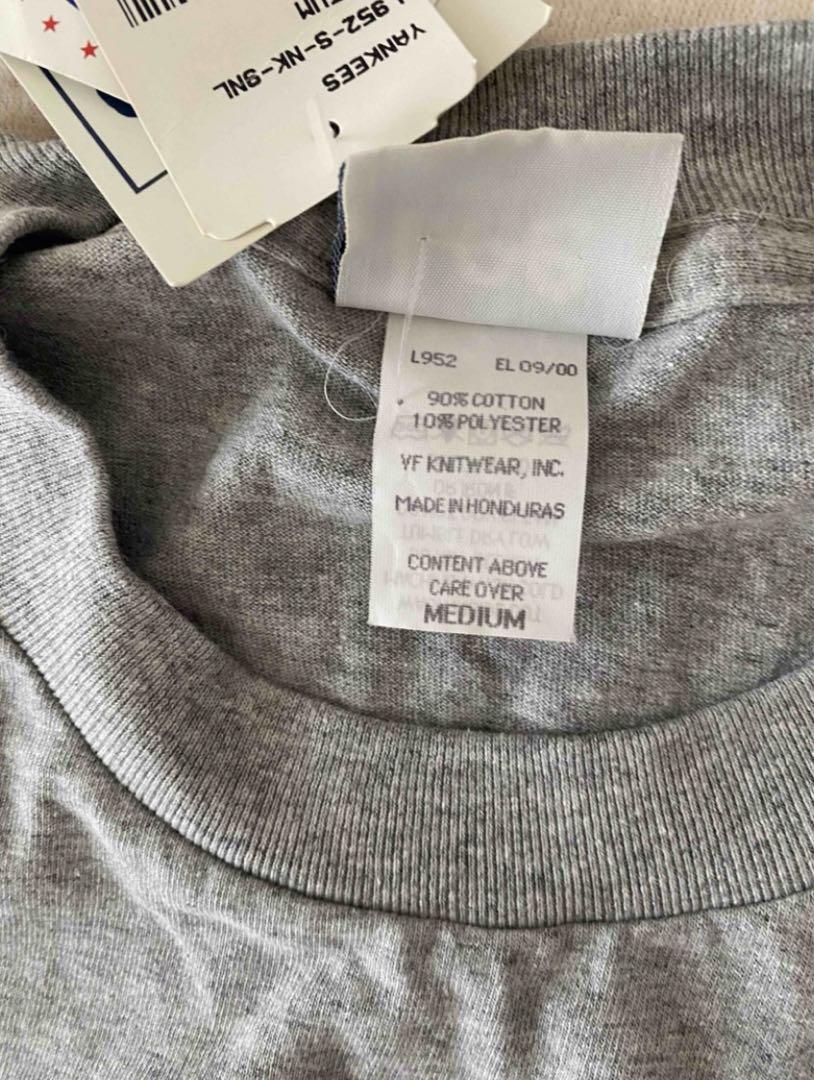 YANKEES
L952-S-NK-9NL
L952 EL 09/00
90% COTTON
10% POLYESTER
VF KNITWEAR, INC.
MADE IN HONDURAS
CONTENT ABOVE
CARE OVER
MEDIUM